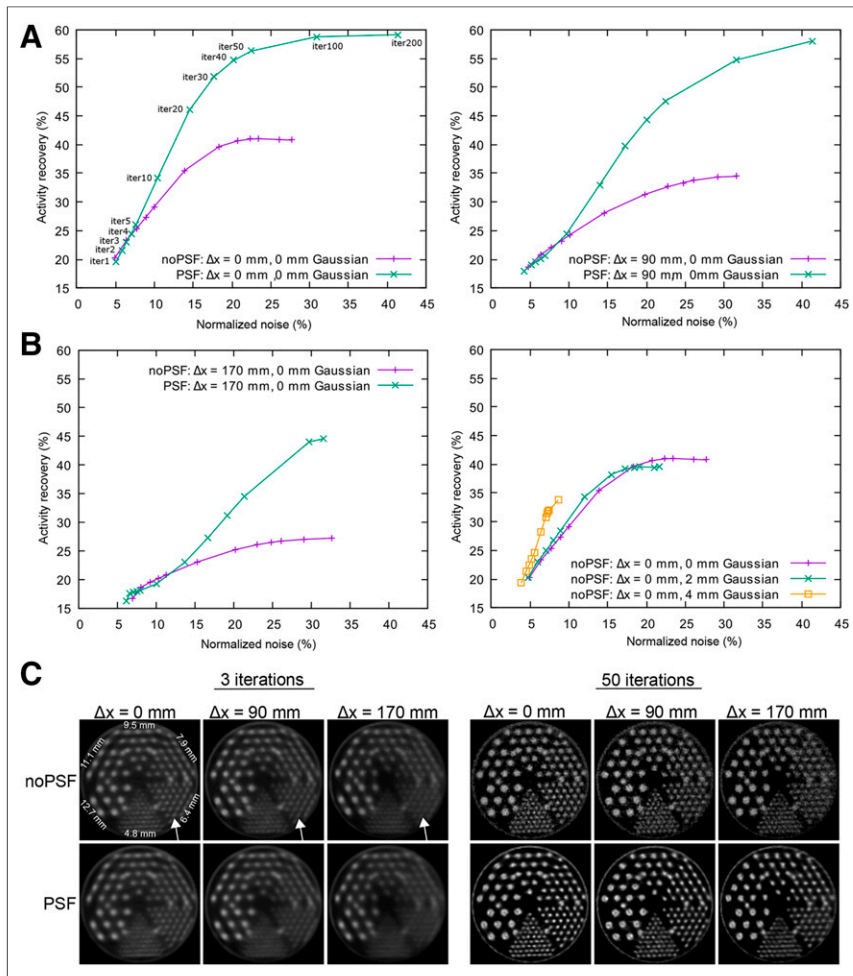 A
60
55
50
45
40
35
30
25
20
15
Activity recovery (%)
iter1
iter2
iter3
iter4
iter5
iter10
iter20
iter30
iter40
iter50
iter100
iter200
noPSF: Δx = 0 mm, 0 mm Gaussian
PSF: Δx = 0 mm, 0 mm Gaussian
0 5 10 15 20 25 30 35 40 45
Normalized noise (%)
60
55
50
45
40
35
30
25
20
15
Activity recovery (%)
noPSF: Δx = 90 mm, 0 mm Gaussian
PSF: Δx = 90 mm, 0mm Gaussian
0 5 10 15 20 25 30 35 40 45
Normalized noise (%)
B
60
55
50
45
40
35
30
25
20
15
Activity recovery (%)
noPSF: Δx = 170 mm, 0 mm Gaussian
PSF: Δx = 170 mm, 0 mm Gaussian
0 5 10 15 20 25 30 35 40 45
Normalized noise (%)
60
55
50
45
40
35
30
25
20
15
Activity recovery (%)
noPSF: Δx = 0 mm, 0 mm Gaussian
noPSF: Δx = 0 mm, 2 mm Gaussian
noPSF: Δx = 0 mm, 4 mm Gaussian
0 5 10 15 20 25 30 35 40 45
Normalized noise (%)
C
3 iterations
50 iterations
Δx = 0 mm Δx = 90 mm Δx = 170 mm
Δx = 0 mm Δx = 90 mm Δx = 170 mm
noPSF
9.5 mm
7.9 mm
11.1 mm
12.7 mm
6.4 mm
4.8 mm
PSF